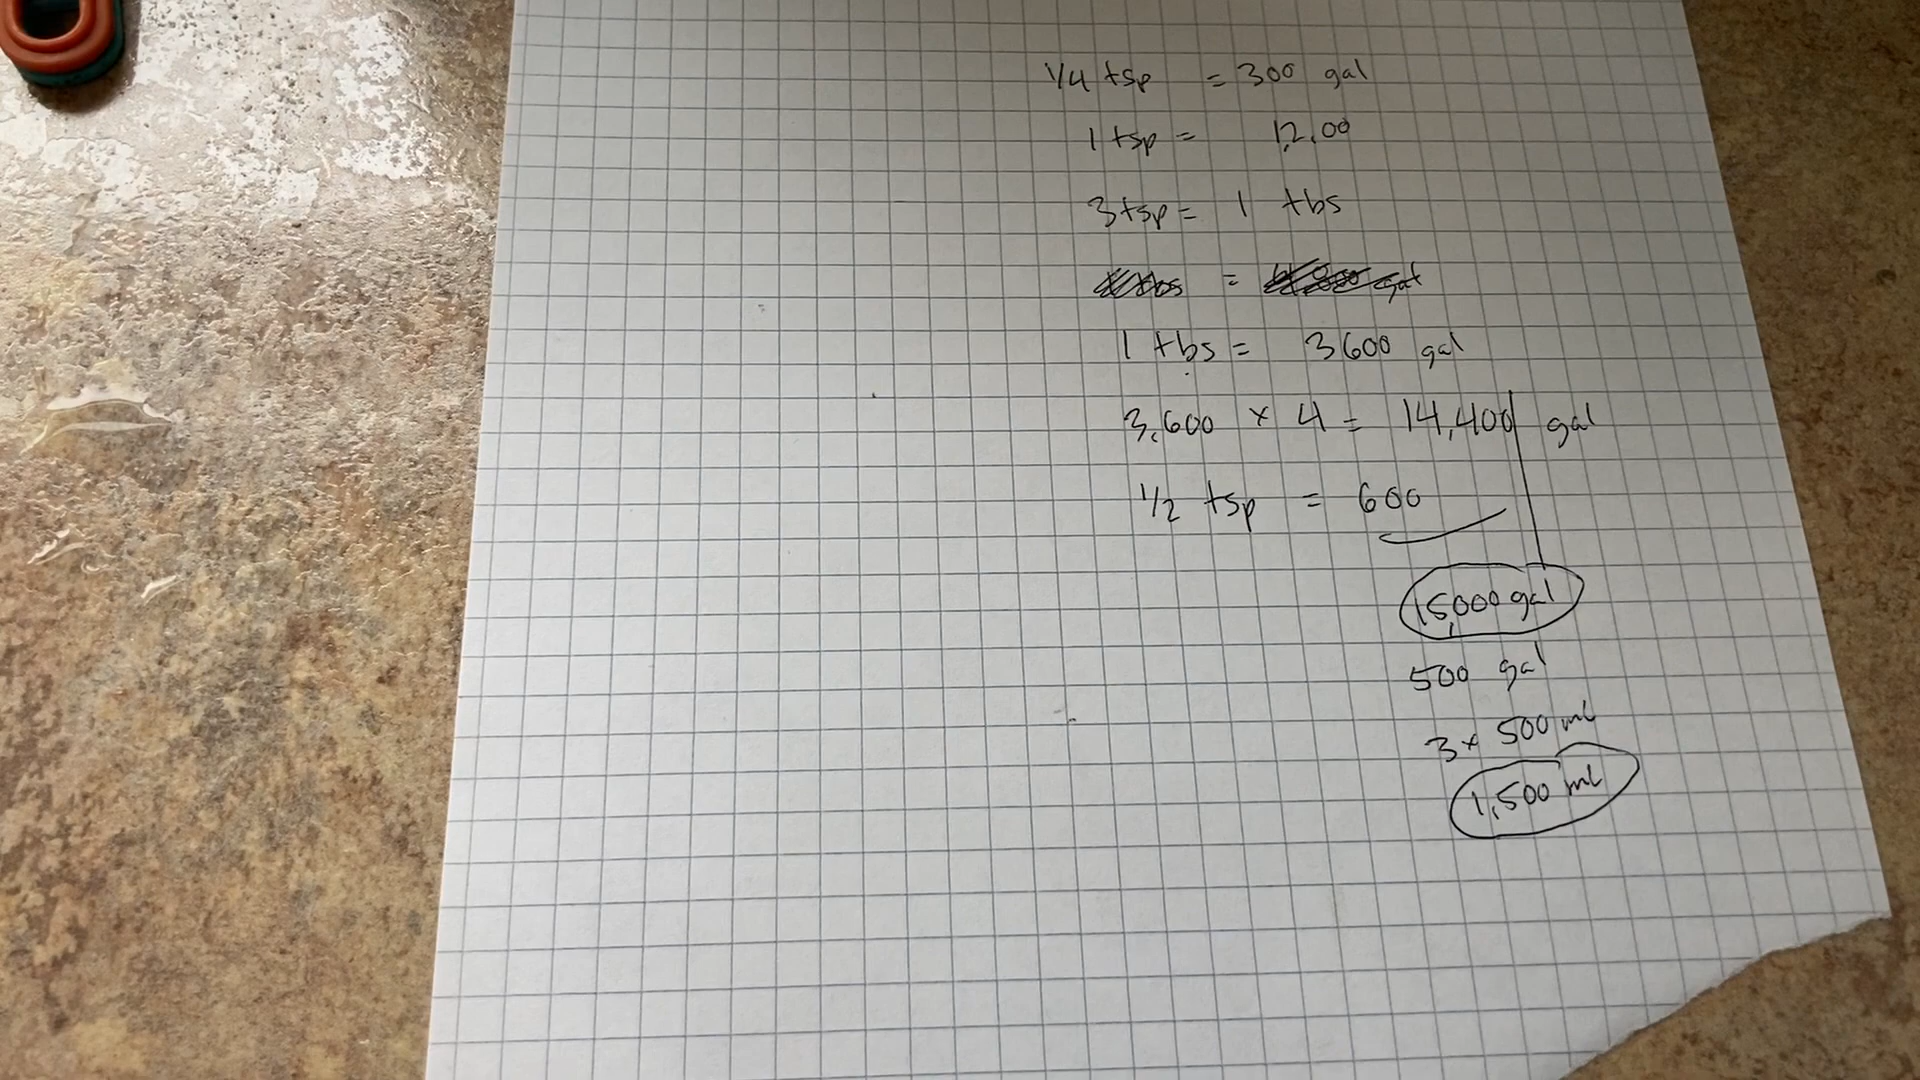 1/4 tsp = 300 gal
1 tsp = 12,00
3 tsp = 1 tbs
= gal
1 tbs = 3600 gal
3,600 x 4 = 14,400 gal
1/2 tsp = 600
15,000 gal
500 gal
3 x 500 ml
1,500 ml